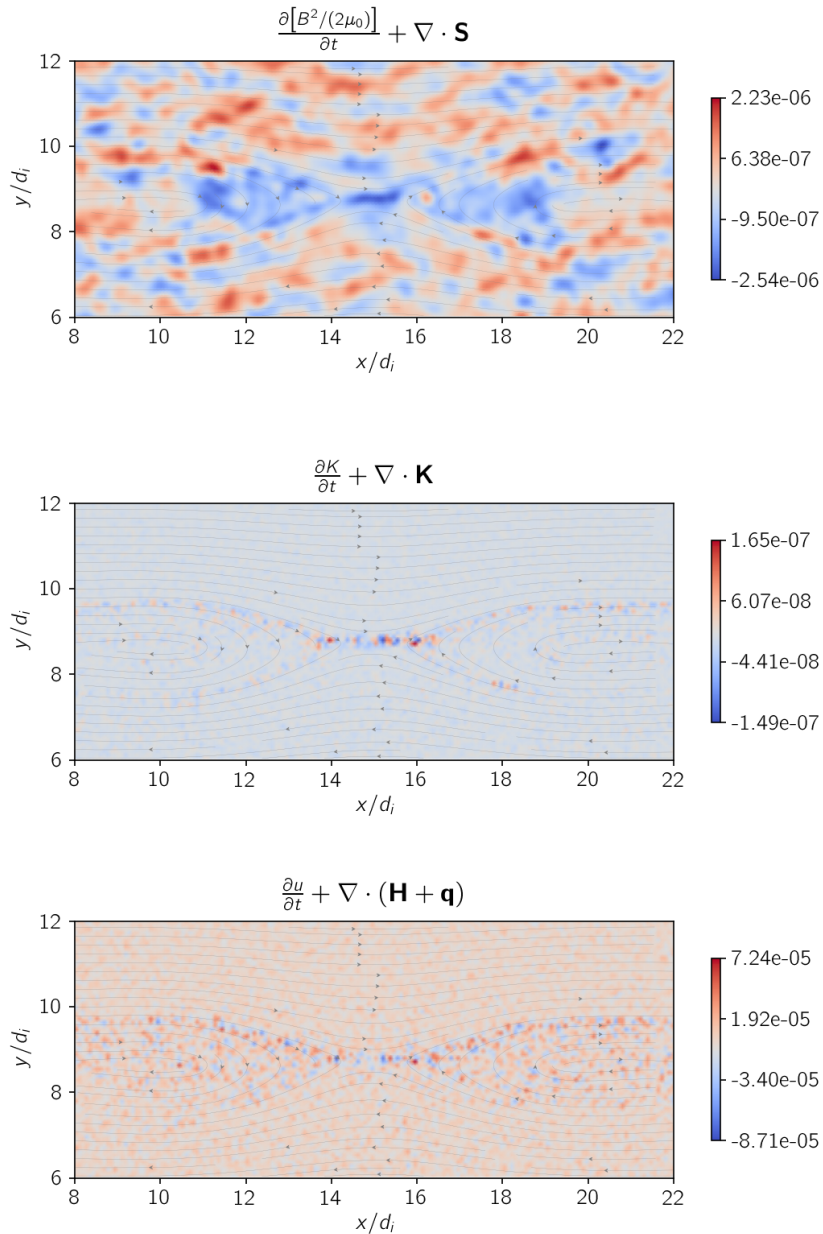 ∂[B²/(2μ₀)]/∂t + ∇ · S
12
10
8
6
y/dᵢ
8 10 12 14 16 18 20 22
x/dᵢ
2.23e-06
6.38e-07
-9.50e-07
-2.54e-06
∂K/∂t + ∇ · K
12
10
8
6
y/dᵢ
8 10 12 14 16 18 20 22
x/dᵢ
1.65e-07
6.07e-08
-4.41e-08
-1.49e-07
∂u/∂t + ∇ · (H + q)
12
10
8
6
y/dᵢ
8 10 12 14 16 18 20 22
x/dᵢ
7.24e-05
1.92e-05
-3.40e-05
-8.71e-05